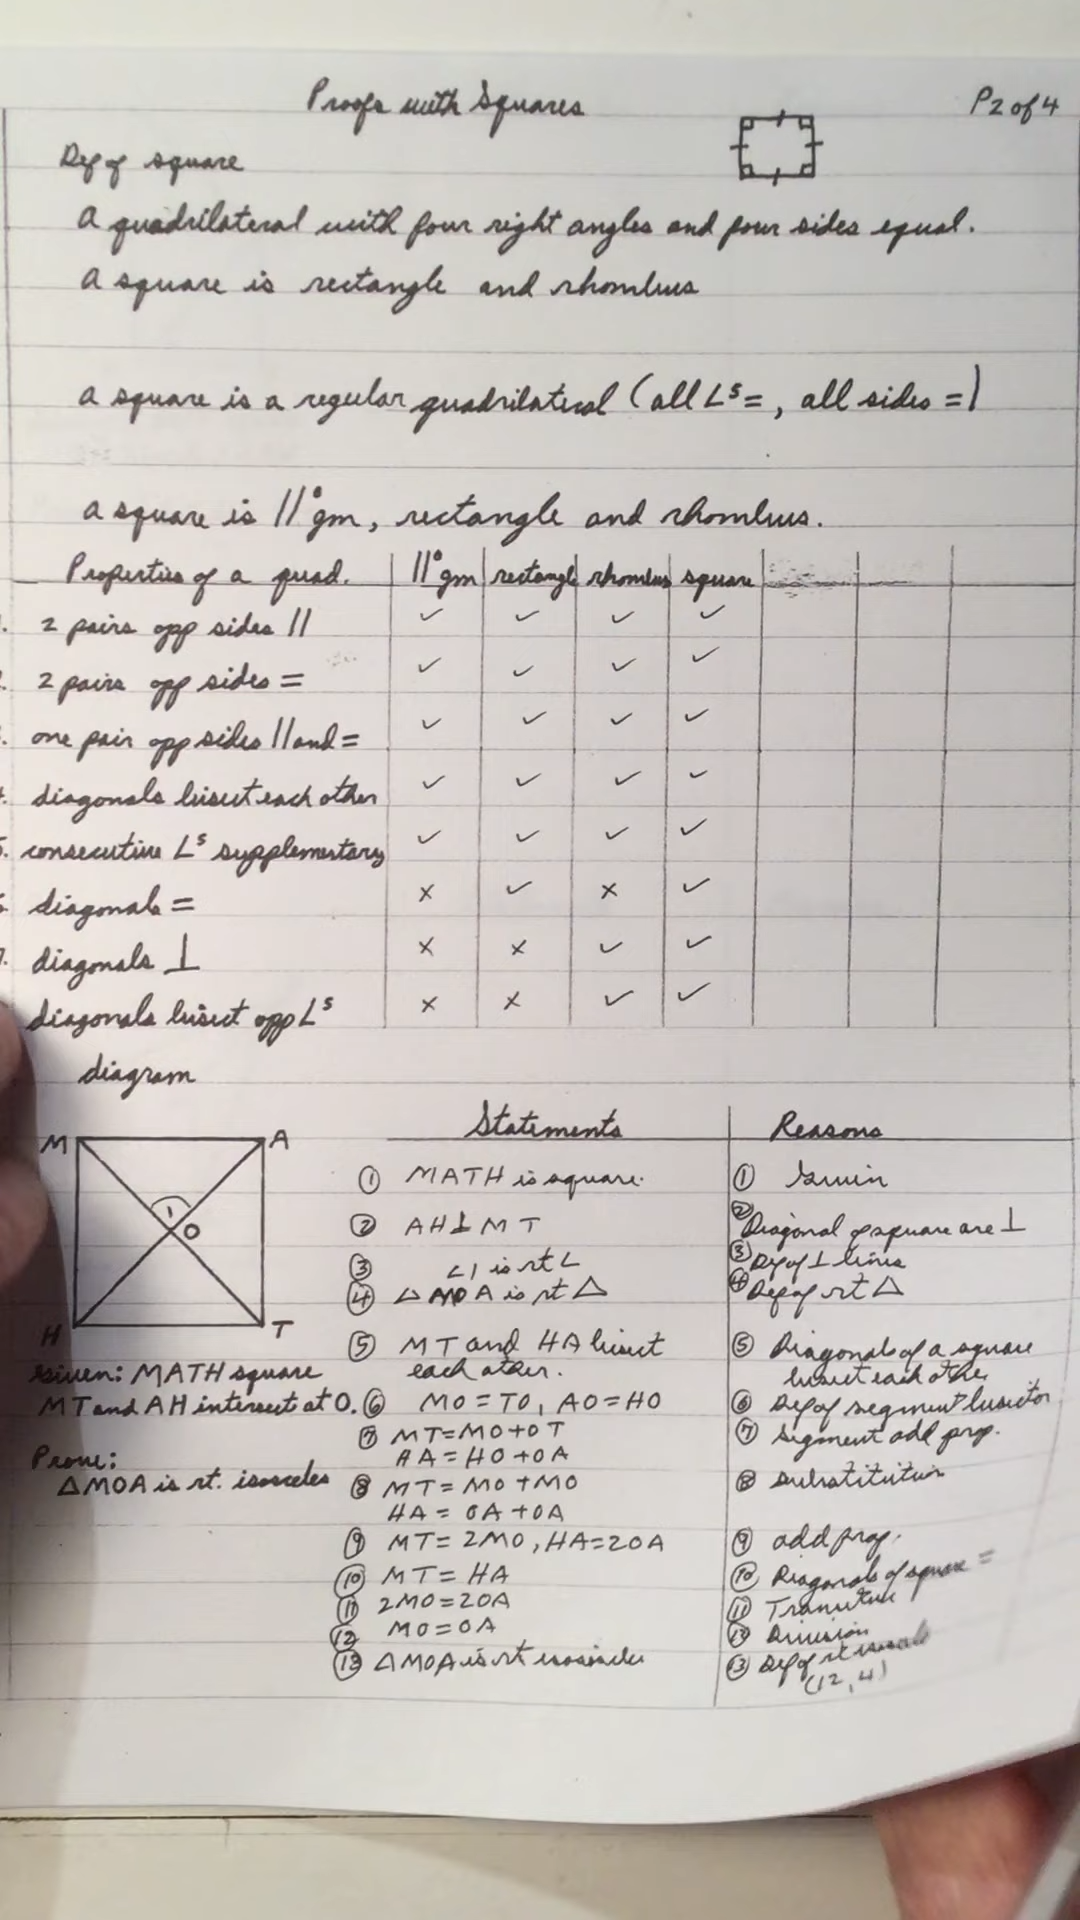 Proofs with Squares
P2 of 4
Def of square
A quadrilateral with four right angles and four sides equal.
A square is rectangle and rhombus
A square is a regular quadrilateral (all ∠s =, all sides =)
A square is ||°gm, rectangle and rhombus.
Properties of a quad. ||°gm rectangle rhombus square
1. 2 pairs opp sides || ✓ ✓ ✓ ✓
2 pairs opp sides = ✓ ✓ ✓ ✓
one pair opp sides || and = ✓ ✓ ✓ ✓
diagonals bisect each other ✓ ✓ ✓ ✓
5. consecutive ∠s supplementary ✓ ✓ ✓ ✓
diagonals = x ✓ x ✓
diagonals ⊥ x x ✓ ✓
diagonals bisect opp ∠s x x ✓ ✓
diagram
M A
1
O
H T
Given: MATH square
MT and AH intersect at O.
Prove:
△MOA is rt. isosceles
Statements Reasons
① MATH is square. ① Given
② AH ⊥ MT ② Diagonal of square are ⊥
③ ∠1 is rt ∠ ③ Def of ⊥ lines
④ △MOA is rt △ ④ Def of rt △
⑤ MT and HA bisect ⑤ Diagonals of a square
each other. bisect each other
⑥ MO = TO, AO = HO ⑥ Def of segment bisector
⑦ MT = MO + OT ⑦ Segment add prop.
HA = HO + OA
⑧ MT = MO + MO ⑧ substitution
HA = OA + OA
⑨ MT = 2MO, HA = 2OA ⑨ add prop.
⑩ MT = HA ⑩ Diagonals of square =
⑪ 2MO = 2OA ⑪ Transitive
⑫ MO = OA ⑫ Division
⑬ △MOA is rt isosceles ⑬ Def of rt isosceles
(12, 4)